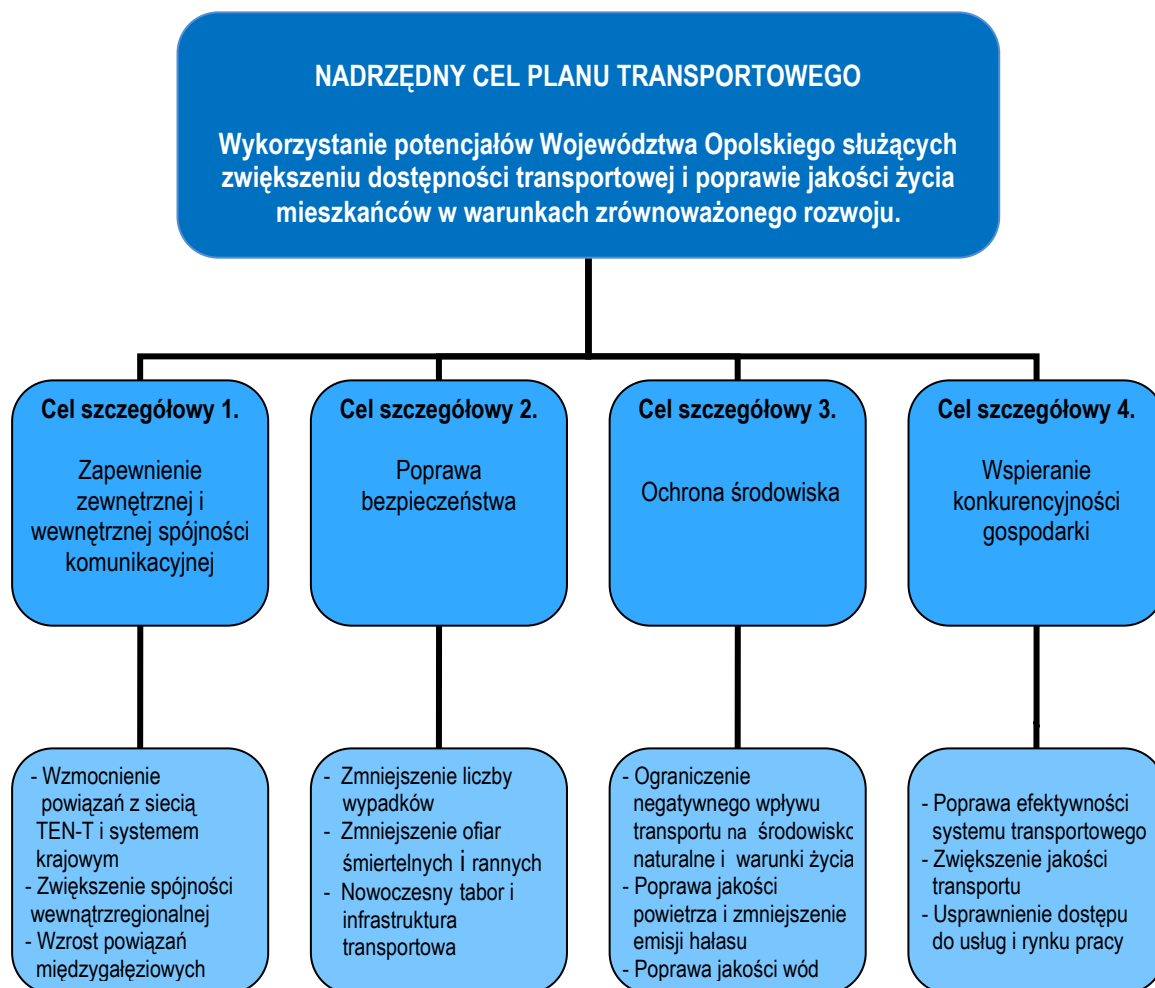 NADRZĘDNY CEL PLANU TRANSPORTOWEGO
Wykorzystanie potencjałów Województwa Opolskiego służących
zwiększeniu dostępności transportowej i poprawie jakości życia
mieszkańców w warunkach zrównoważonego rozwoju.
Cel szczegółowy 1.
Zapewnienie
zewnętrznej i
wewnętrznej spójności
komunikacyjnej
Cel szczegółowy 2.
Poprawa
bezpieczeństwa
Cel szczegółowy 3.
Ochrona środowiska
Cel szczegółowy 4.
Wspieranie
konkurencyjności
gospodarki
- Wzmocnienie
powiązań z siecią
TEN-T i systemem
krajowym
- Zwiększenie spójności
wewnątrzregionalnej
- Wzrost powiązań
międzygałęziowych
- Zmniejszenie liczby
wypadków
- Zmniejszenie ofiar
śmiertelnych i rannych
- Nowoczesny tabor i
infrastruktura
transportowa
- Ograniczenie
negatywnego wpływu
transportu na środowisko
naturalne i warunki życia
- Poprawa jakości
powietrza i zmniejszenie
emisji hałasu
- Poprawa jakości wód
- Poprawa efektywności
systemu transportowego
- Zwiększenie jakości
transportu
- Usprawnienie dostępu
do usług i rynku pracy